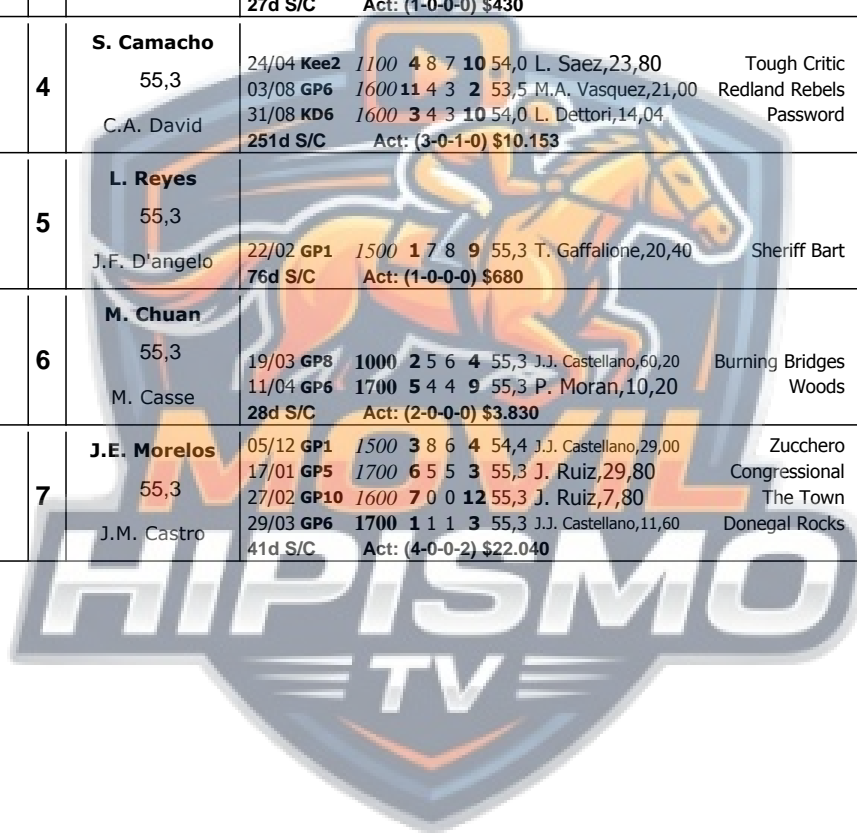 27d S/C Act: (1-0-0-0) $430
S. Camacho
4 55,3
C.A. David
24/04 Kee2 1100 4 8 7 10 54,0 L. Saez,23,80 Tough Critic
03/08 GP6 1600 11 4 3 2 53,5 M.A. Vasquez,21,00 Redland Rebels
31/08 KD6 1600 3 4 3 10 54,0 L. Dettori,14,04 Password
251d S/C Act: (3-0-1-0) $10.153
L. Reyes
5 55,3
J.F. D'angelo
22/02 GP1 1500 1 7 8 9 55,3 T. Gaffalione,20,40 Sheriff Bart
76d S/C Act: (1-0-0-0) $680
M. Chuan
6 55,3
M. Casse
19/03 GP8 1000 2 5 6 4 55,3 J.J. Castellano,60,20 Burning Bridges
11/04 GP6 1700 5 4 4 9 55,3 P. Moran,10,20 Woods
28d S/C Act: (2-0-0-0) $3.830
J.E. Morelos
7 55,3
J.M. Castro
05/12 GP1 1500 3 8 6 4 54,4 J.J. Castellano,29,00 Zucchero
17/01 GP5 1700 6 5 5 3 55,3 J. Ruiz,29,80 Congressional
27/02 GP10 1600 7 0 0 12 55,3 J. Ruiz,7,80 The Town
29/03 GP6 1700 1 1 1 3 55,3 J.J. Castellano,11,60 Donegal Rocks
41d S/C Act: (4-0-0-2) $22.040
MOVIL
HIPISMO
TV